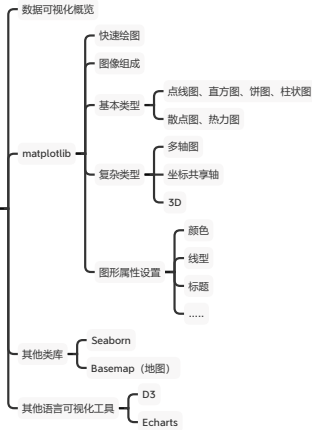 数据可视化概览
matplotlib
快速绘图
图像组成
基本类型
点线图、直方图、饼图、柱状图
散点图、热力图
复杂类型
多轴图
坐标共享轴
3D
图形属性设置
颜色
线型
标题
.....
其他类库
Seaborn
Basemap（地图）
其他语言可视化工具
D3
Echarts